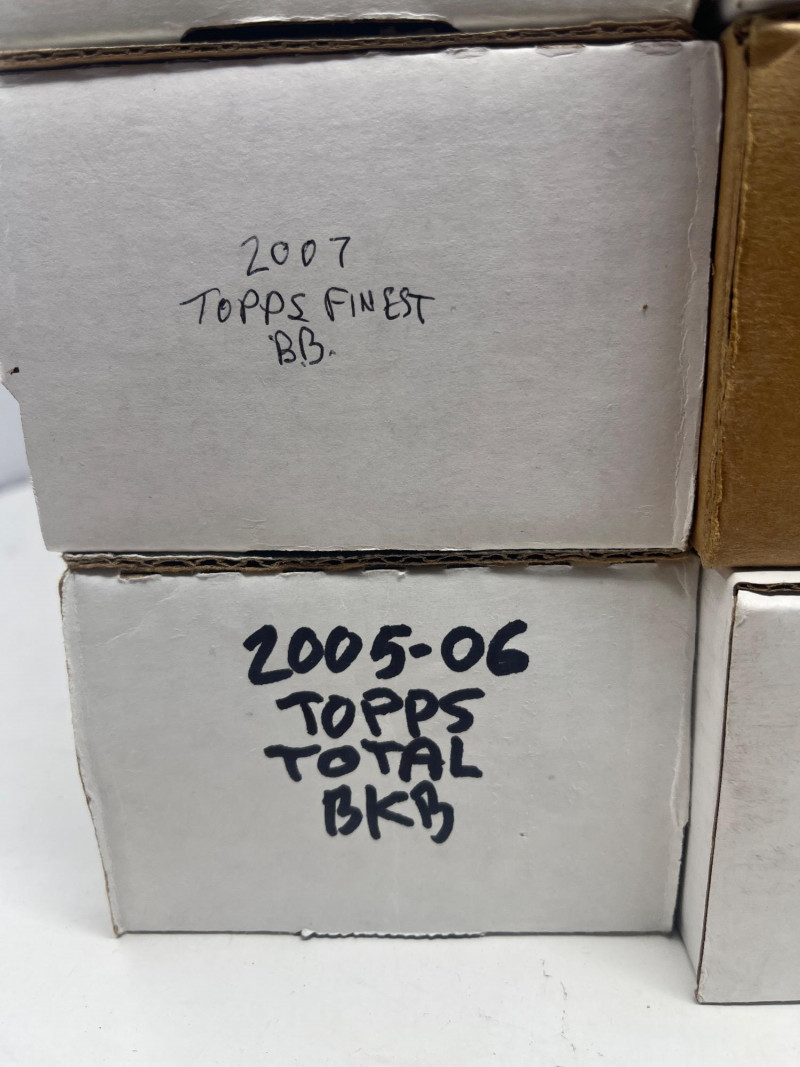 2007
TOPPS FINEST
BB.
2005-06
TOPPS
TOTAL
BKB